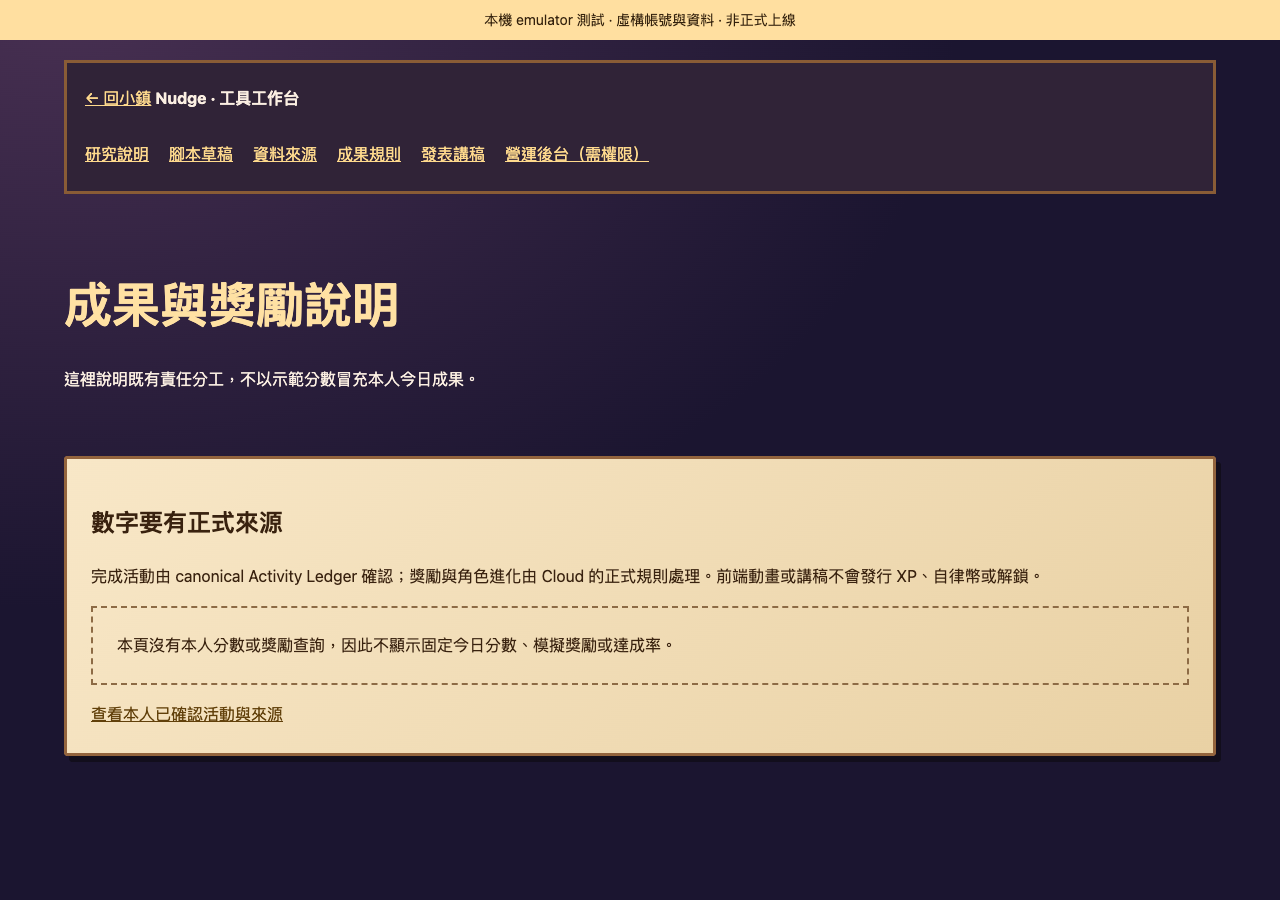 本機 emulator 測試 · 虛構帳號與資料 · 非正式上線
← 回小鎮 Nudge · 工具工作台
研究說明 腳本草稿 資料來源 成果規則 發表講稿 營運後台（需權限）
成果與獎勵說明
這裡說明既有責任分工，不以示範分數冒充本人今日成果。
數字要有正式來源
完成活動由 canonical Activity Ledger 確認；獎勵與角色進化由 Cloud 的正式規則處理。前端動畫或講稿不會發行 XP、自律幣或解鎖。
本頁沒有本人分數或獎勵查詢，因此不顯示固定今日分數、模擬獎勵或達成率。
查看本人已確認活動與來源